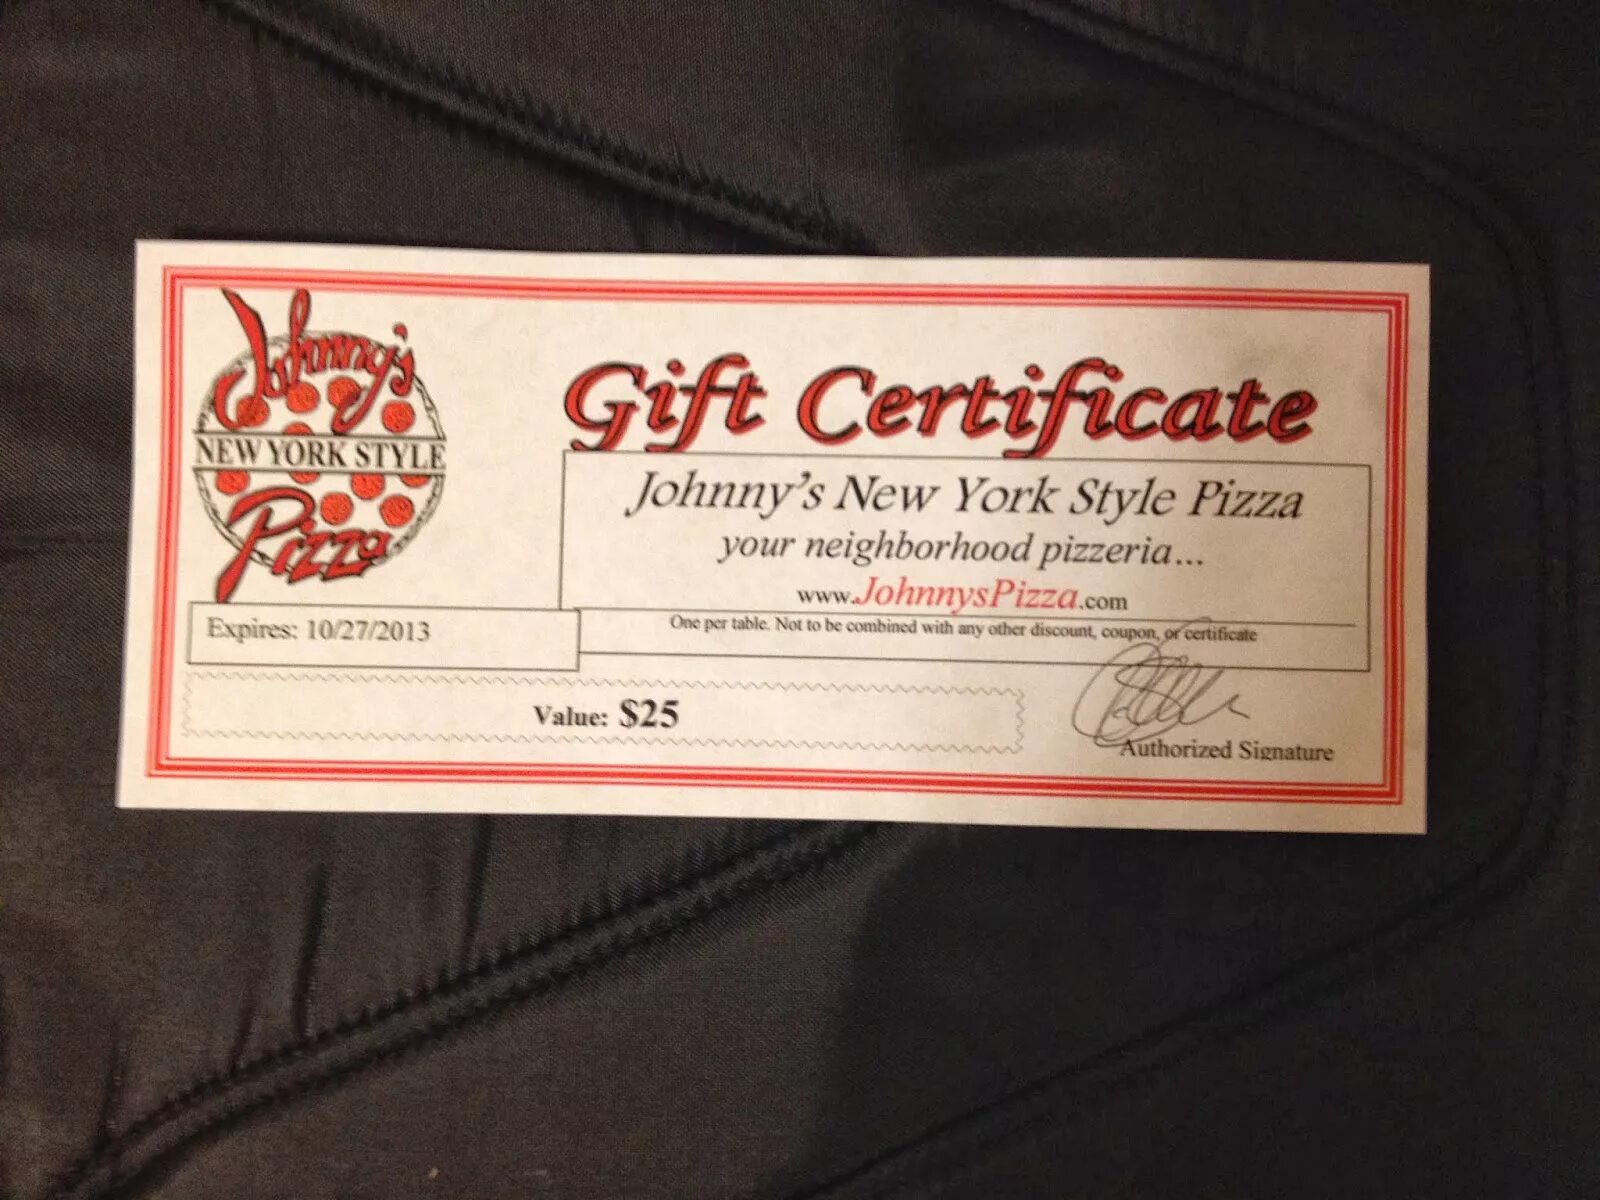 Johnny's
NEW YORK STYLE
Pizza
Gift Certificate
Johnny's New York Style Pizza
your neighborhood pizzeria...
www.JohnnysPizza.com
One per table. Not to be combined with any other discount, coupon, or certificate
Expires: 10/27/2013
Value: $25
Authorized Signature